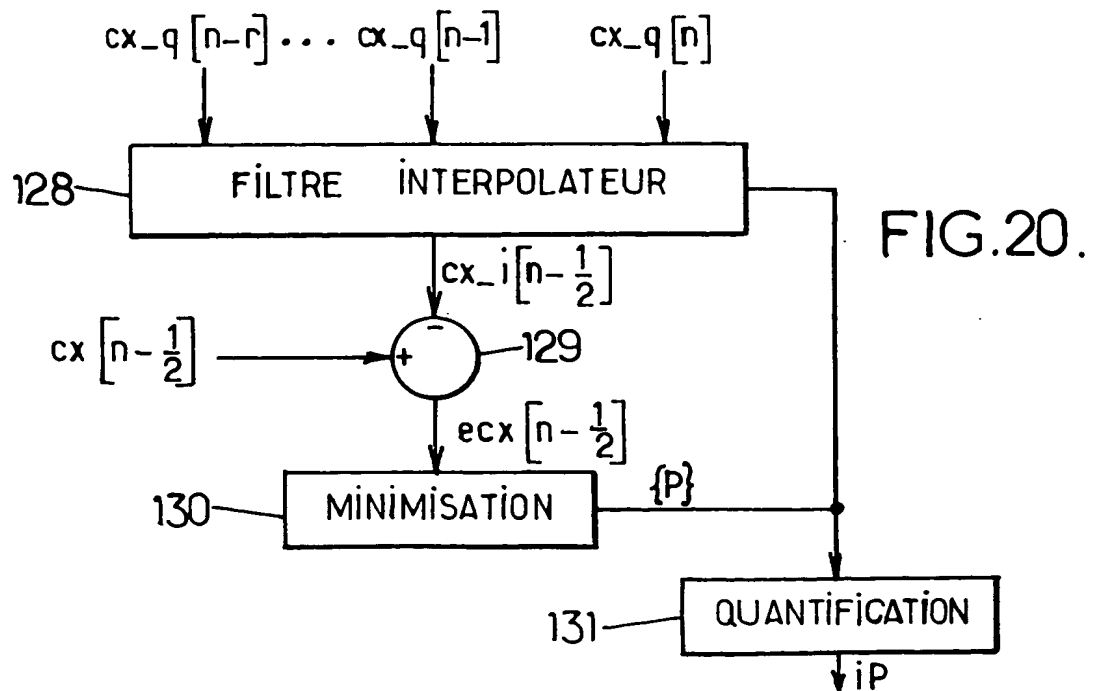 cx_q[n-r] ... cx_q[n-1] cx_q[n]
128 FILTRE INTERPOLATEUR
FIG.20.
cx_i[n-1/2]
cx[n-1/2] + - 129
ecx[n-1/2]
130 MINIMISATION {P}
131 QUANTIFICATION
iP